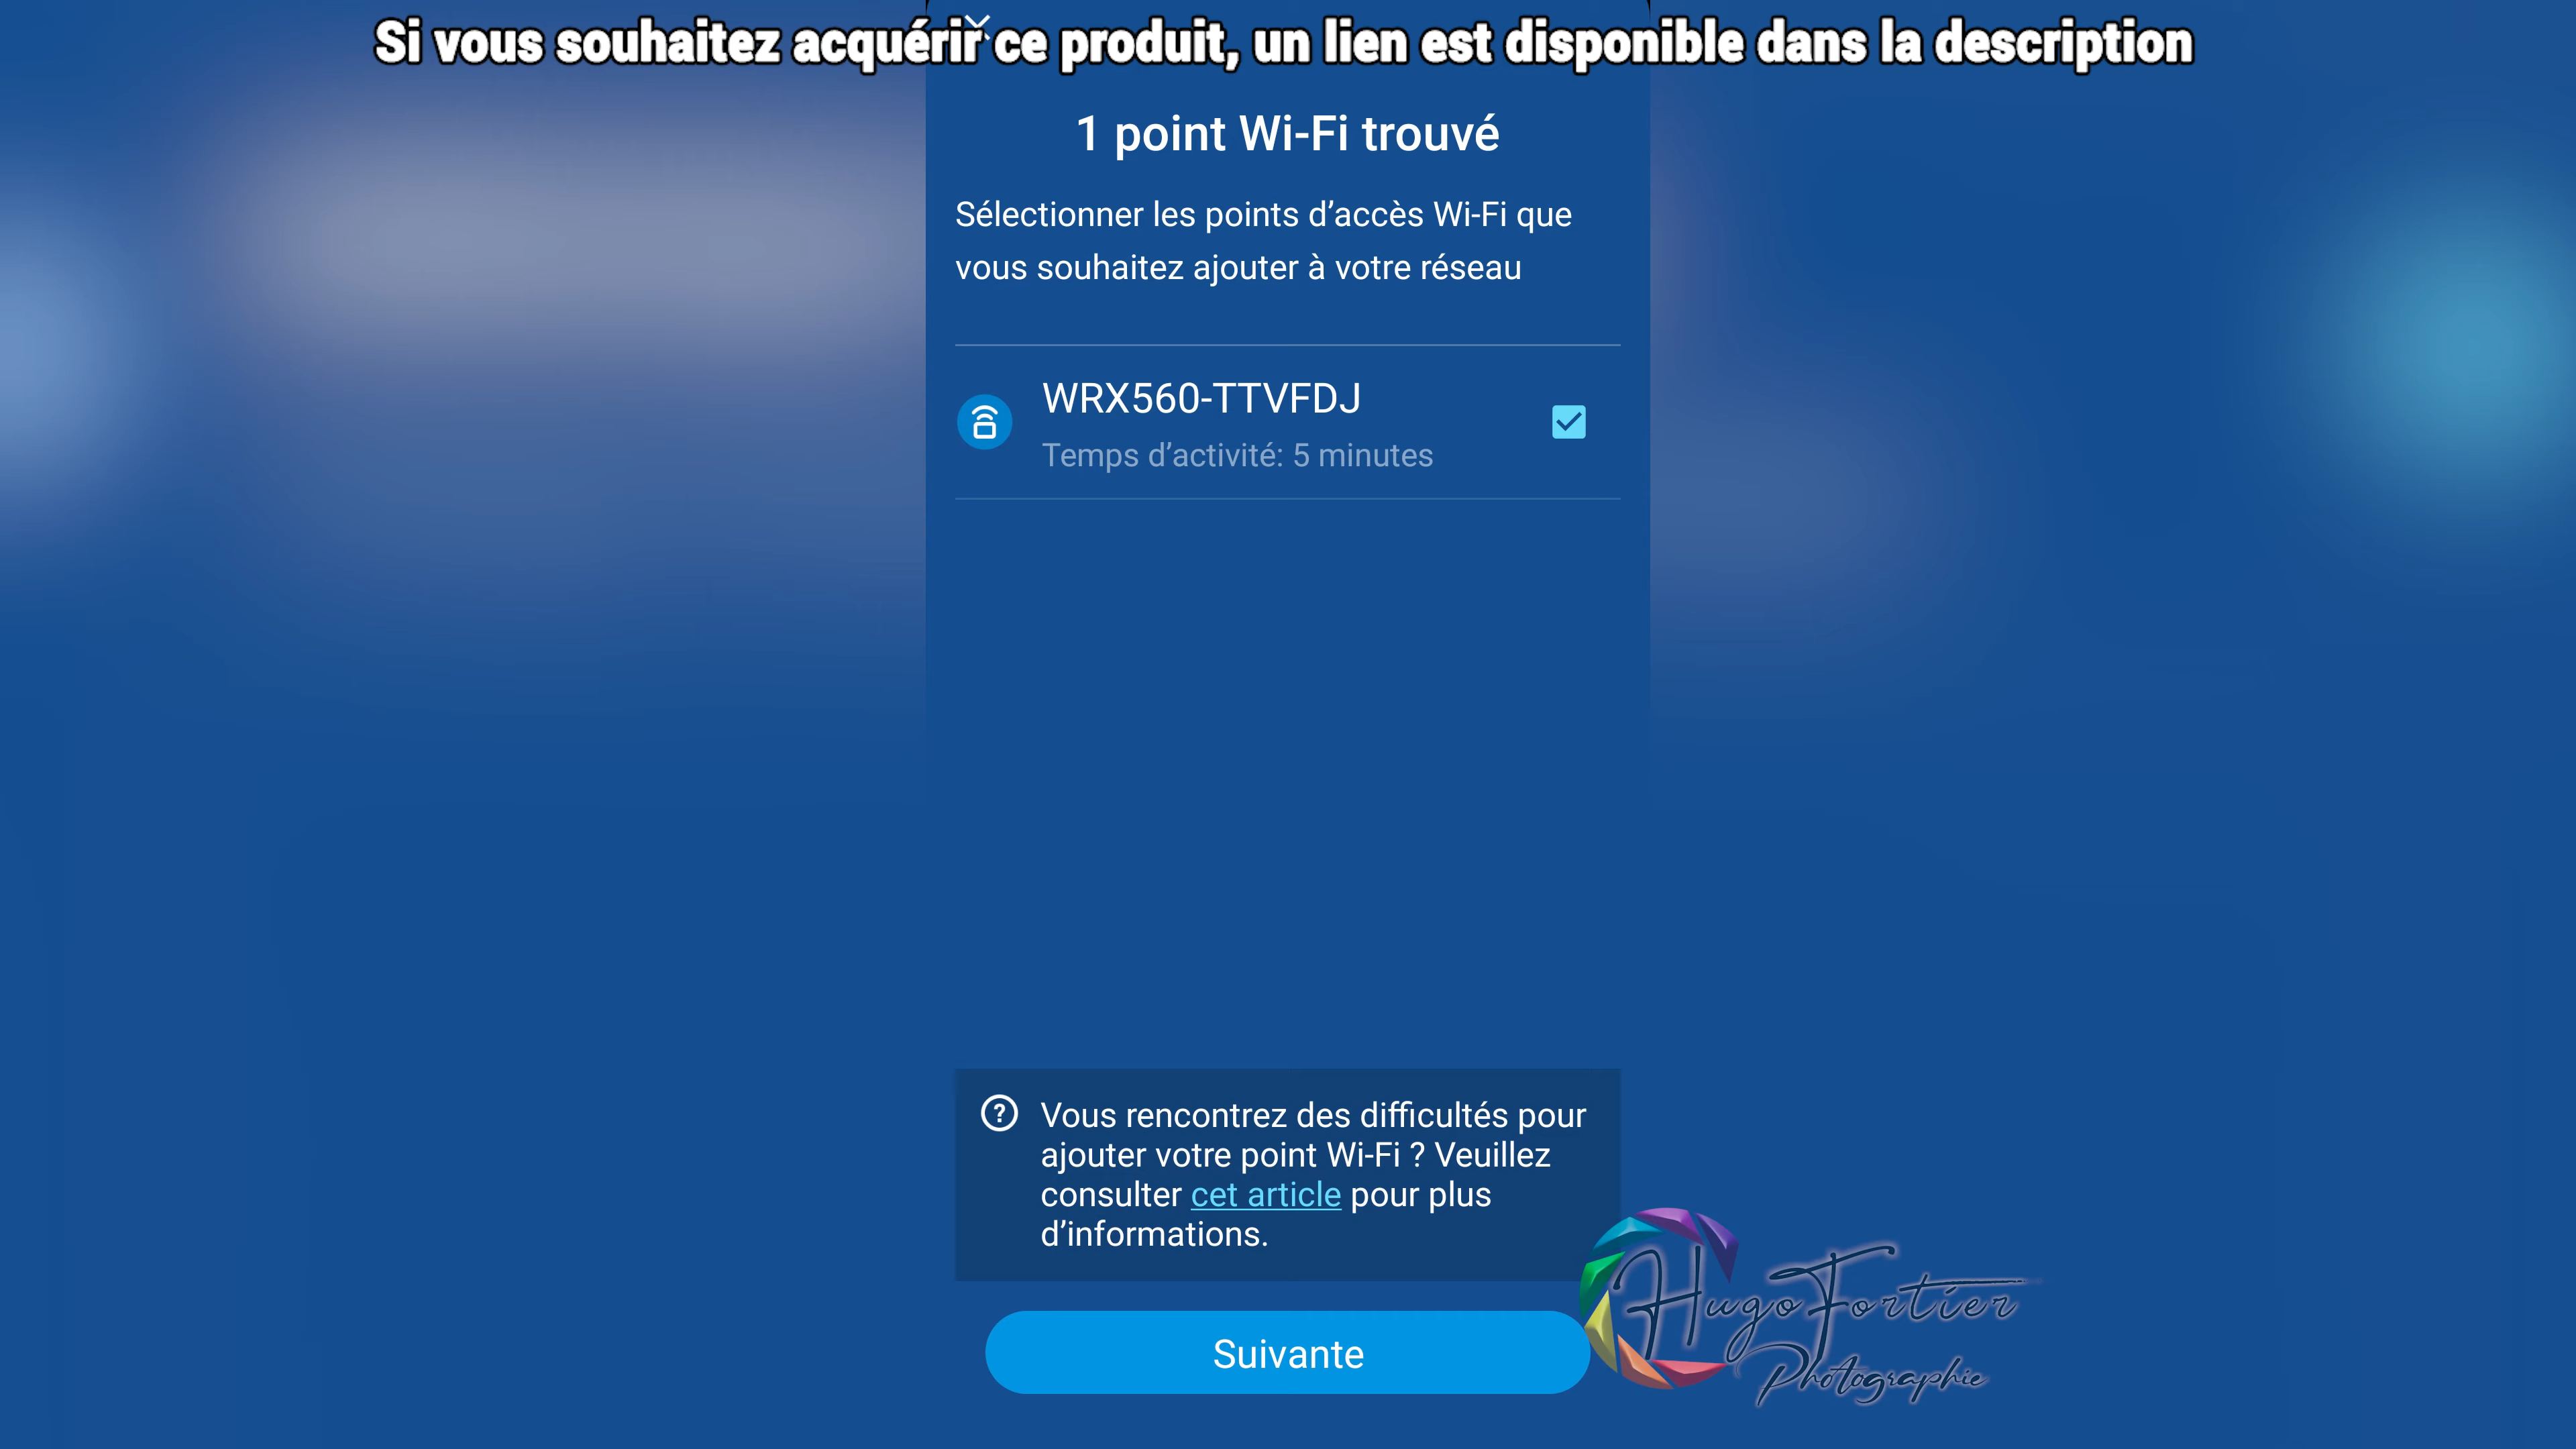 Si vous souhaitez acquérir ce produit, un lien est disponible dans la description
1 point Wi-Fi trouvé
Sélectionner les points d’accès Wi-Fi que
vous souhaitez ajouter à votre réseau
WRX560-TTVFDJ
Temps d’activité: 5 minutes
Vous rencontrez des difficultés pour
ajouter votre point Wi-Fi ? Veuillez
consulter cet article pour plus
d’informations.
Suivante
Hugo Fortier
Photographie